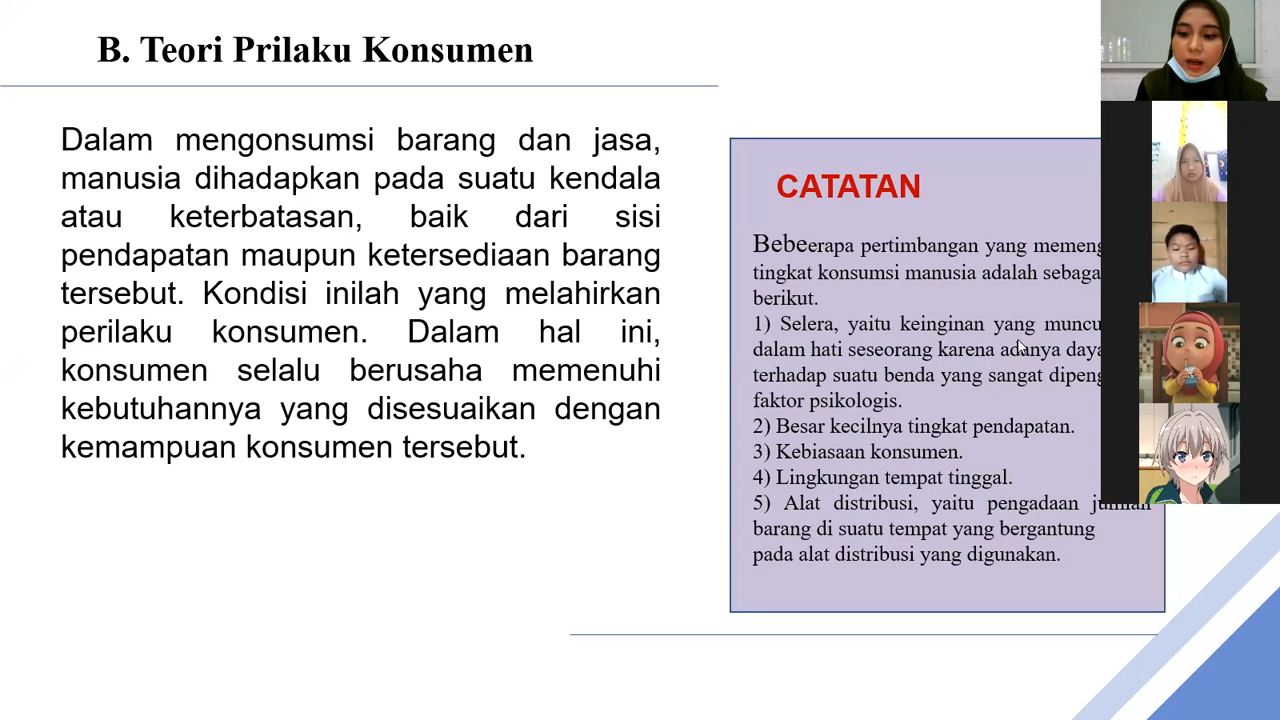 B. Teori Prilaku Konsumen
Dalam mengonsumsi barang dan jasa,
manusia dihadapkan pada suatu kendala
atau keterbatasan, baik dari sisi
pendapatan maupun ketersediaan barang
tersebut. Kondisi inilah yang melahirkan
perilaku konsumen. Dalam hal ini,
konsumen selalu berusaha memenuhi
kebutuhannya yang disesuaikan dengan
kemampuan konsumen tersebut.
CATATAN
Bebeerapa pertimbangan yang
tingkat konsumsi manusia adalah
berikut.
1) Selera, yaitu keinginan yang
dalam hati seseorang karena adanya daya
terhadap suatu benda yang sangat
faktor psikologis.
2) Besar kecilnya tingkat pendapatan.
3) Kebiasaan konsumen.
4) Lingkungan tempat tinggal.
5) Alat distribusi, yaitu pengadaan jumlah
barang di suatu tempat yang bergantung
pada alat distribusi yang digunakan.